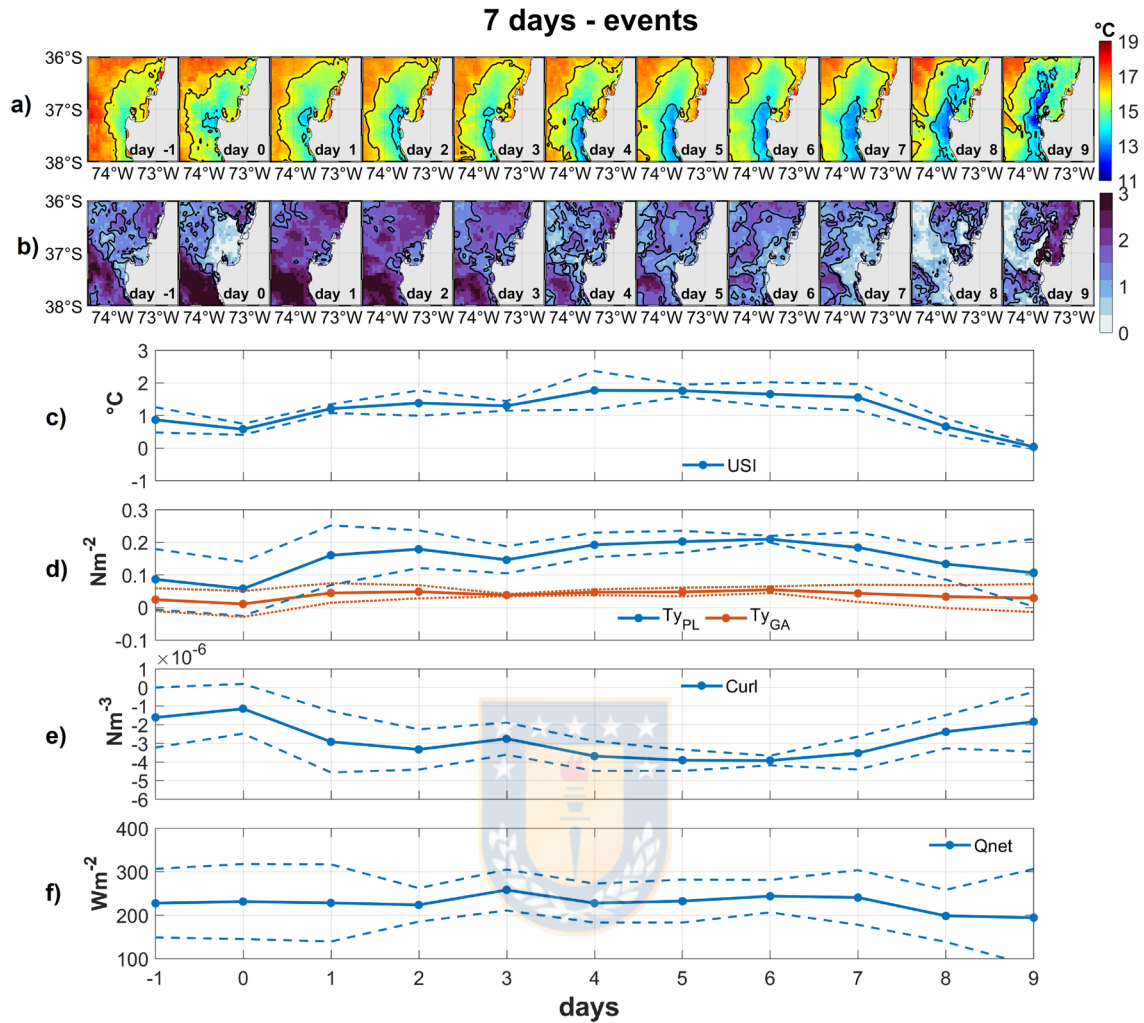 7 days - events
°C
a)
36°S
37°S
38°S
day -1
day 0
day 1
day 2
day 3
day 4
day 5
day 6
day 7
day 8
day 9
74°W 73°W 74°W 73°W 74°W 73°W 74°W 73°W 74°W 73°W 74°W 73°W 74°W 73°W 74°W 73°W 74°W 73°W 74°W 73°W 74°W 73°W
19
17
15
13
11
b)
36°S
37°S
38°S
day -1
day 0
day 1
day 2
day 3
day 4
day 5
day 6
day 7
day 8
day 9
74°W 73°W 74°W 73°W 74°W 73°W 74°W 73°W 74°W 73°W 74°W 73°W 74°W 73°W 74°W 73°W 74°W 73°W 74°W 73°W 74°W 73°W
3
2
1
0
c)
°C
3
2
1
0
-1
USI
d)
Nm⁻²
0.3
0.2
0.1
0
-0.1
Ty_PL Ty_GA
e)
Nm⁻³
×10⁻⁶
1
0
-1
-2
-3
-4
-5
-6
Curl
f)
Wm⁻²
400
300
200
100
Qnet
-1 0 1 2 3 4 5 6 7 8 9
days